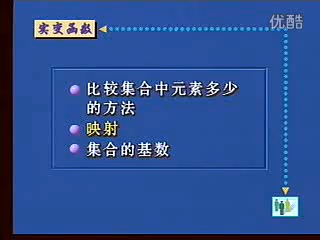 实变函数
优酷
比较集合中元素多少
的方法
映射
集合的基数